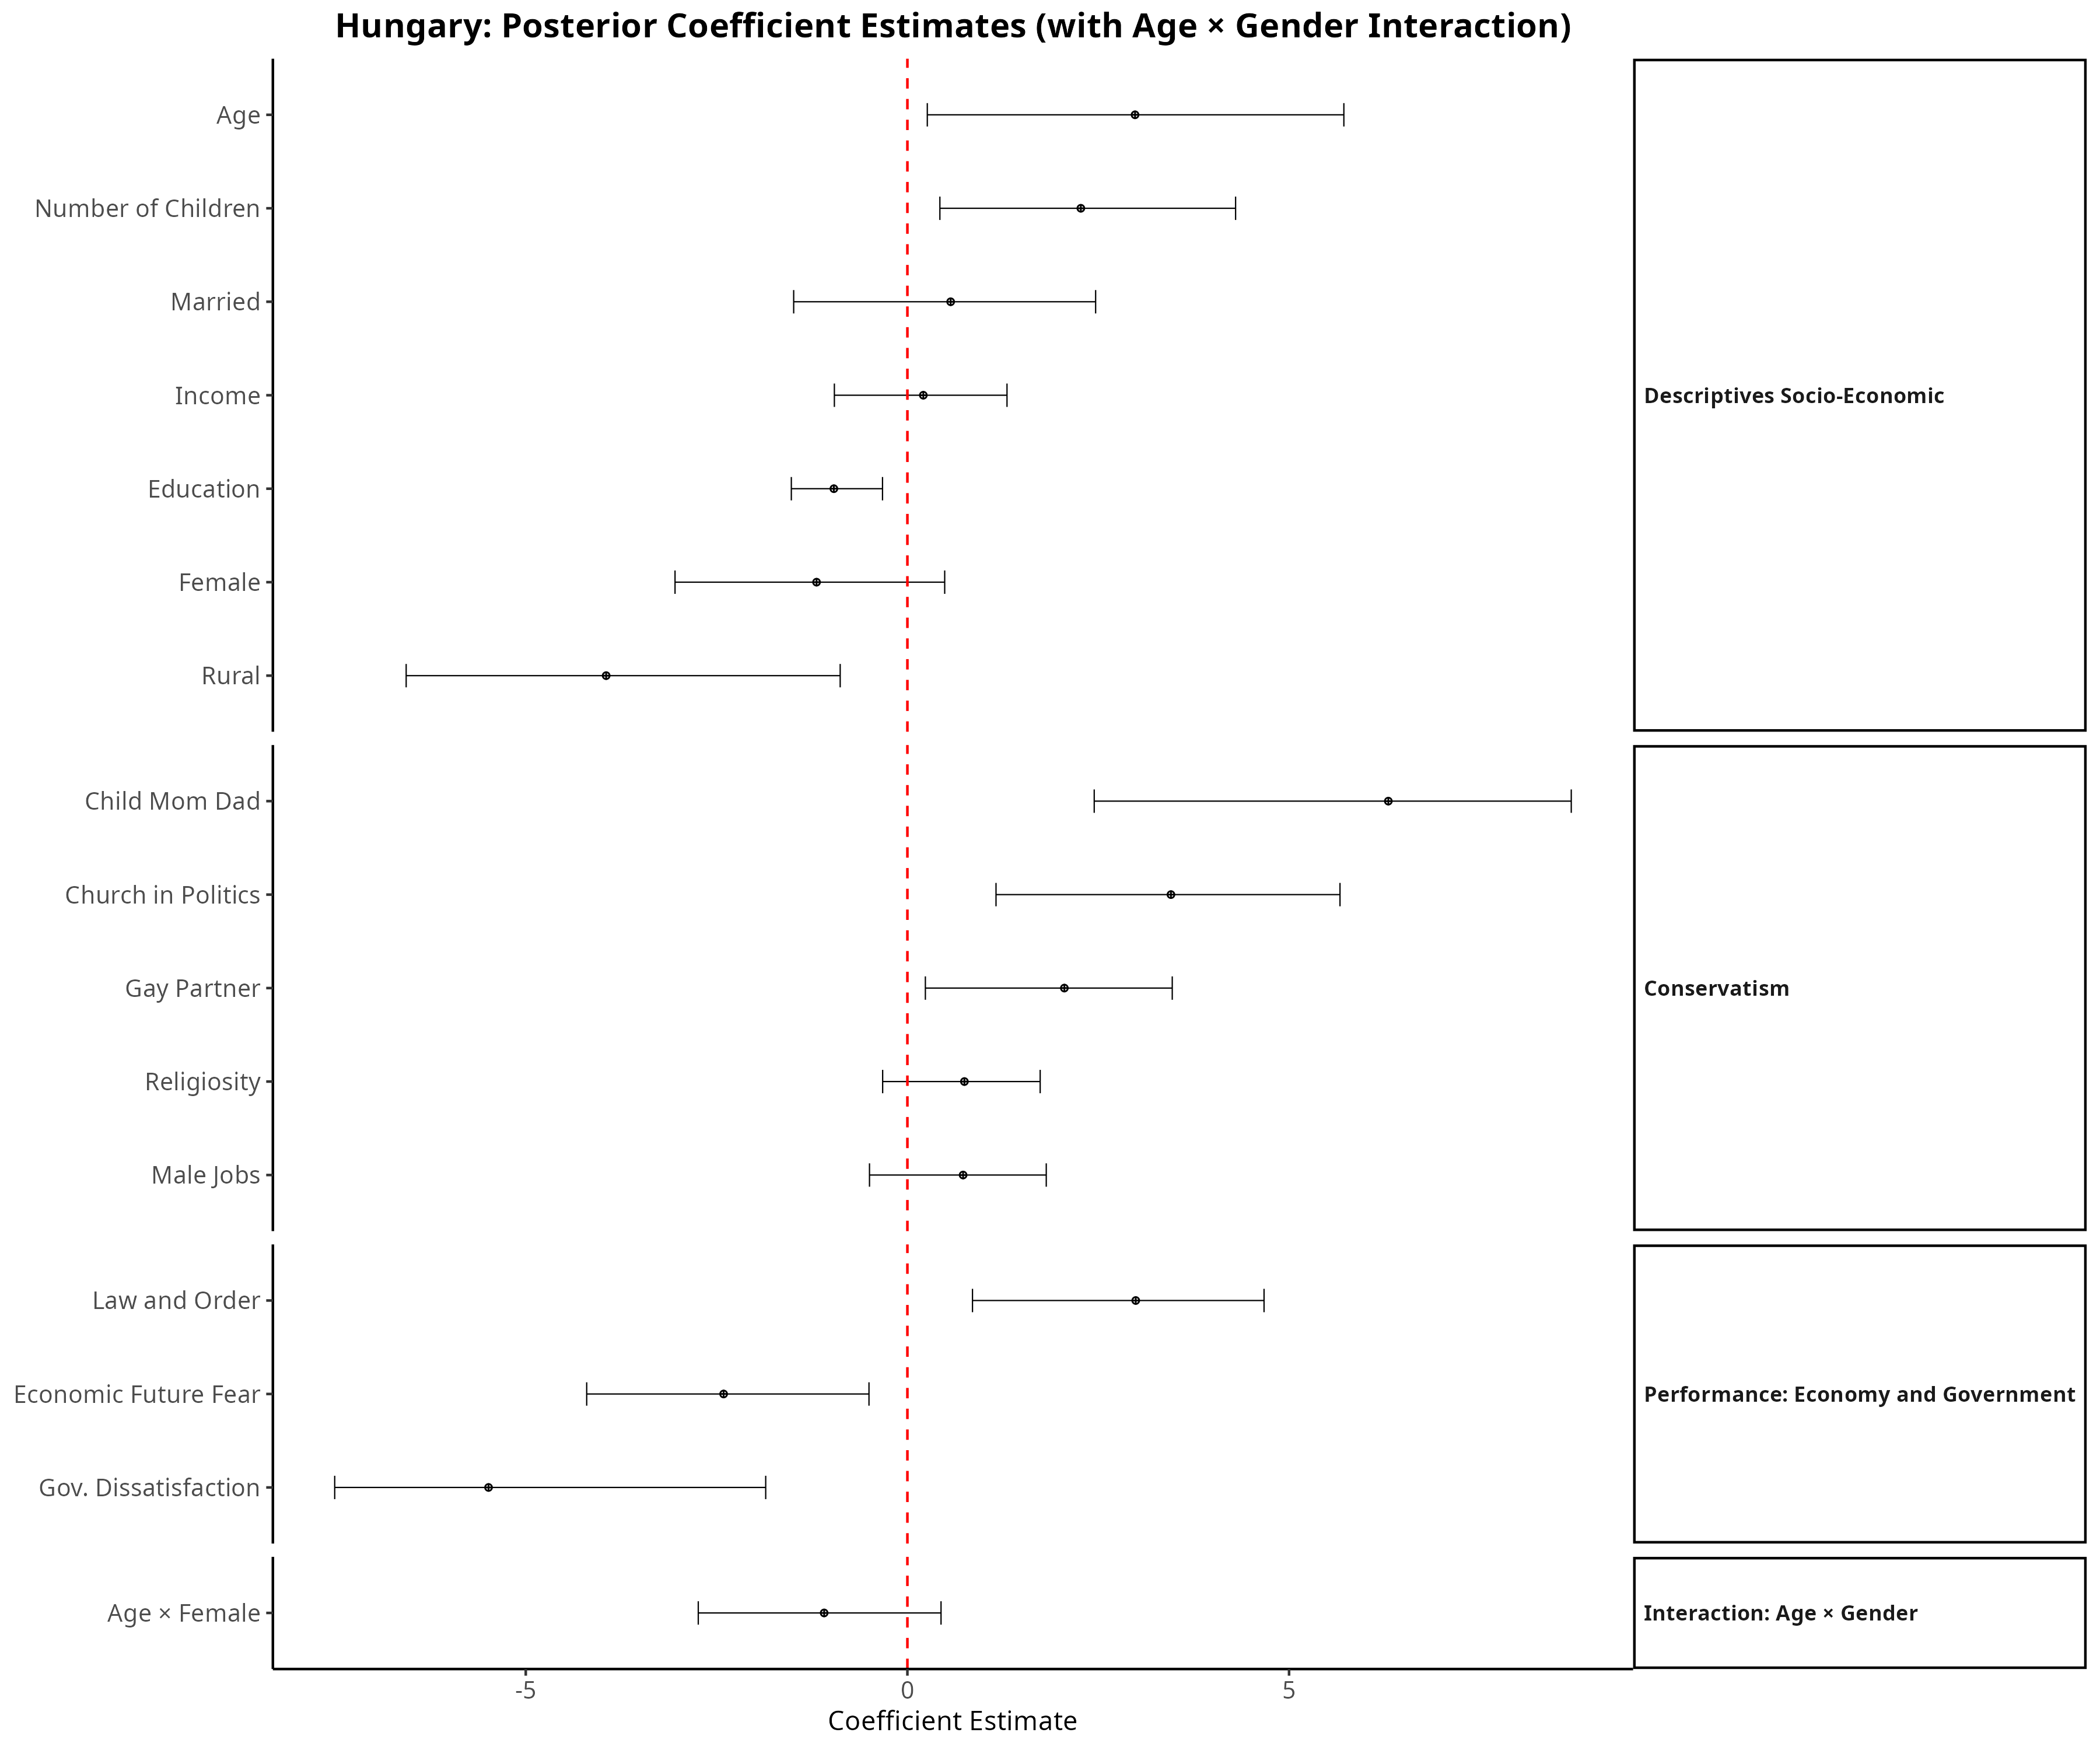 Hungary: Posterior Coefficient Estimates (with Age × Gender Interaction)
Age
Number of Children
Married
Income
Education
Female
Rural
Descriptives Socio-Economic
Child Mom Dad
Church in Politics
Gay Partner
Religiosity
Male Jobs
Conservatism
Law and Order
Economic Future Fear
Gov. Dissatisfaction
Performance: Economy and Government
Age × Female
Interaction: Age × Gender
-5 0 5
Coefficient Estimate